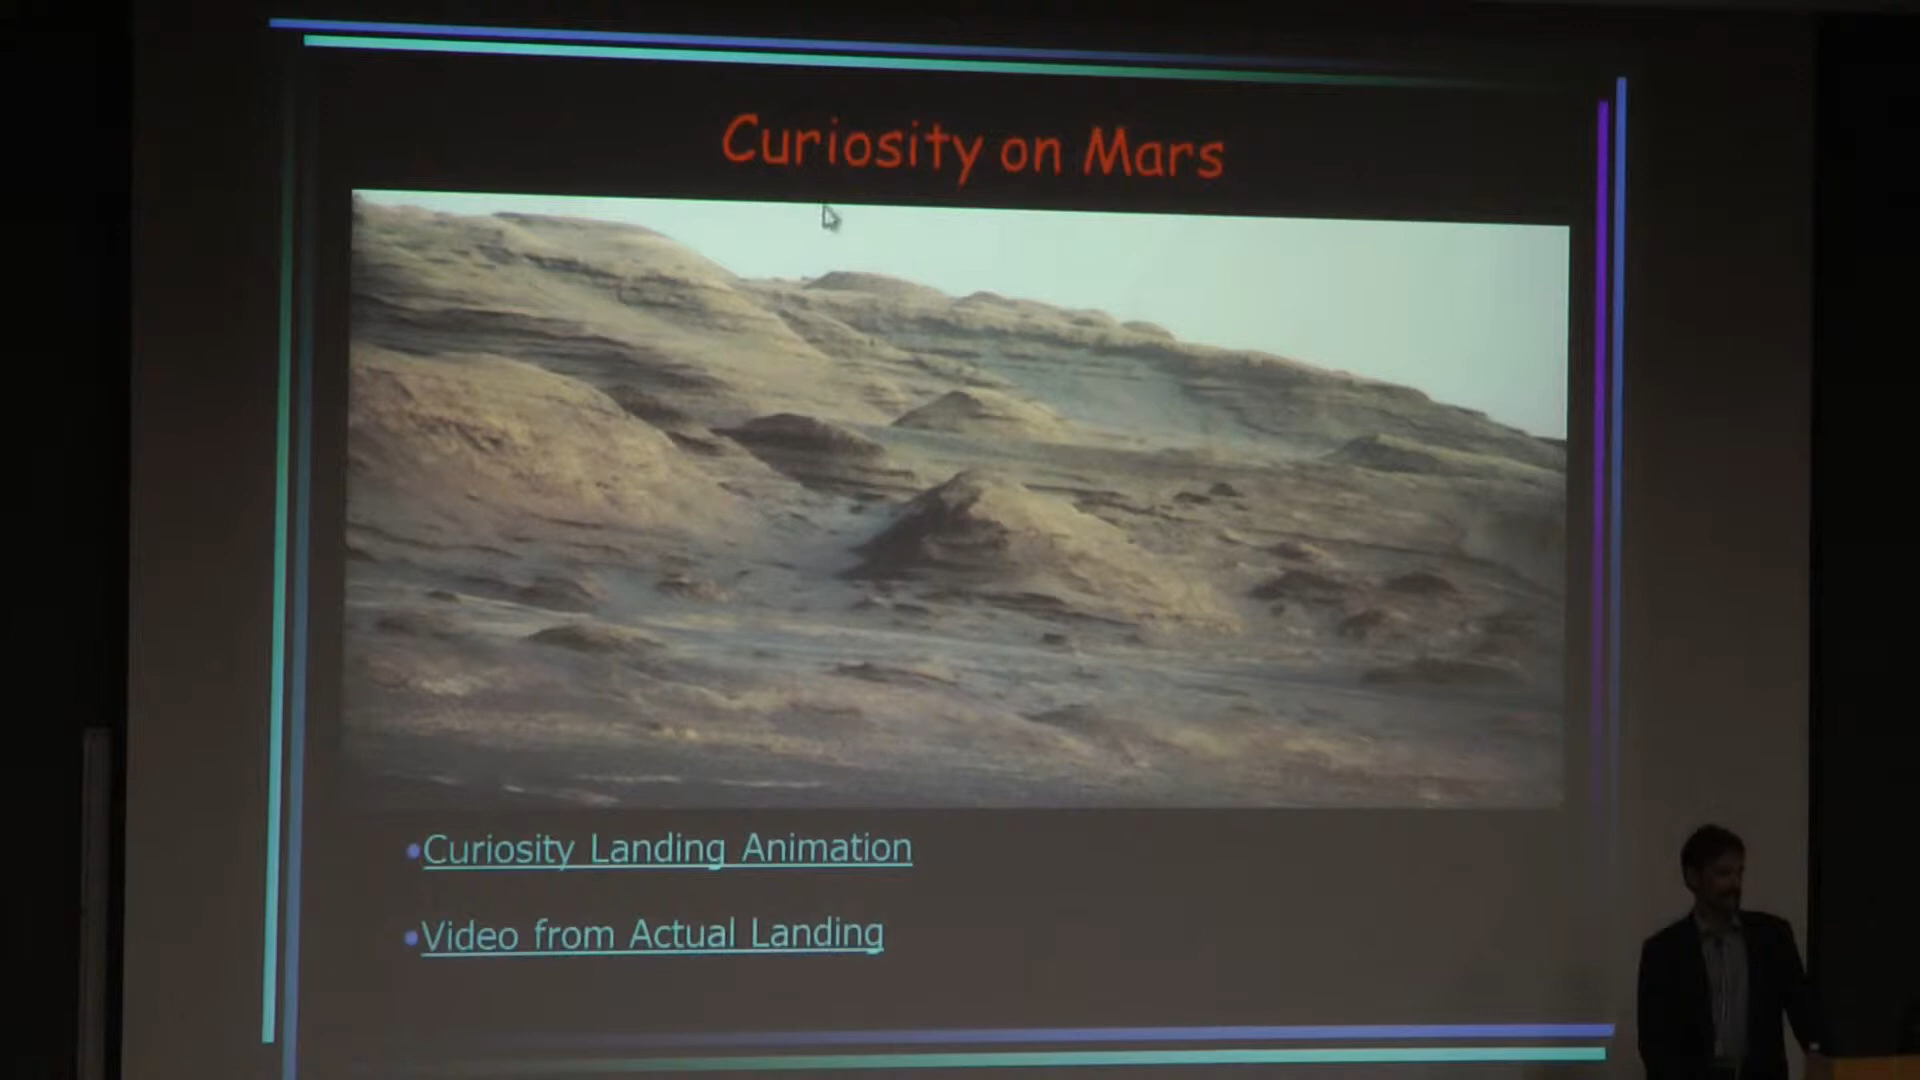 Curiosity on Mars
•Curiosity Landing Animation
•Video from Actual Landing